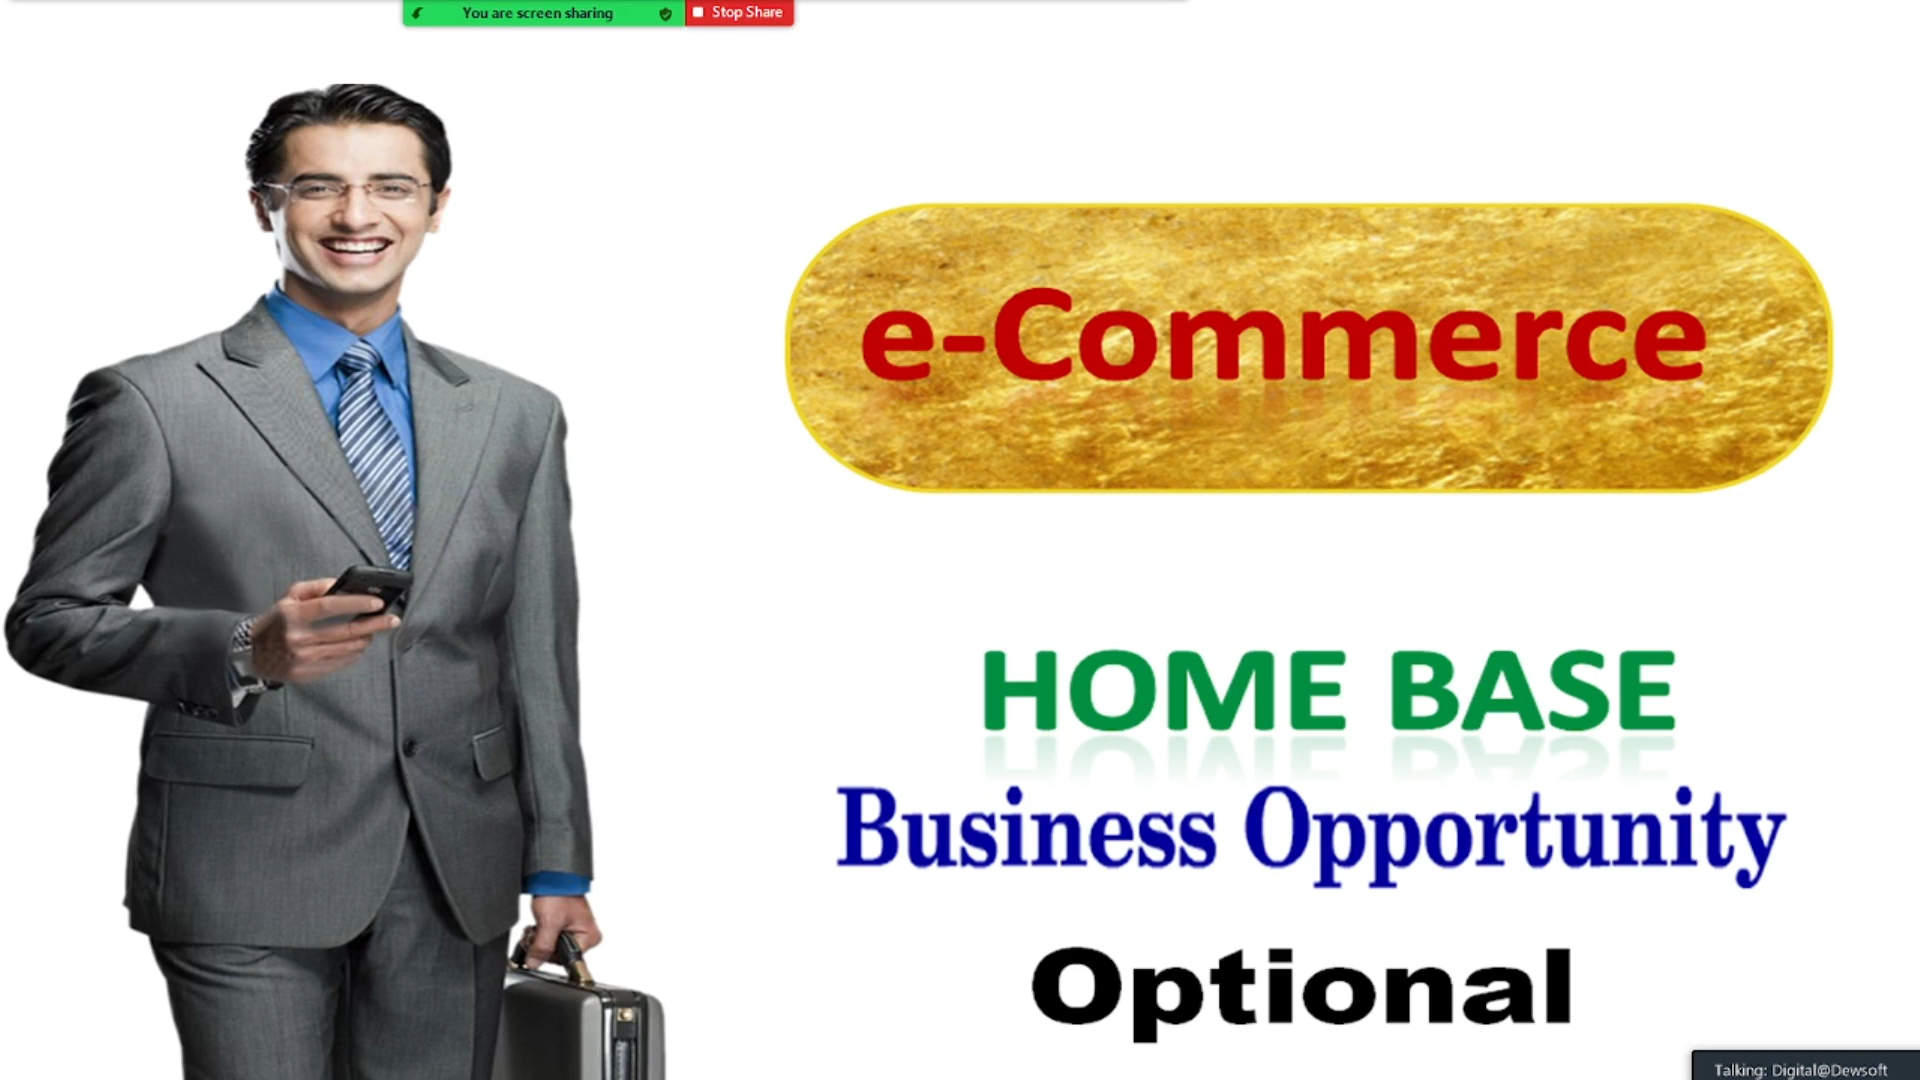 You are screen sharing
Stop Share
e-Commerce
HOME BASE
Business Opportunity
Optional
Talking: Digital@Dewsoft